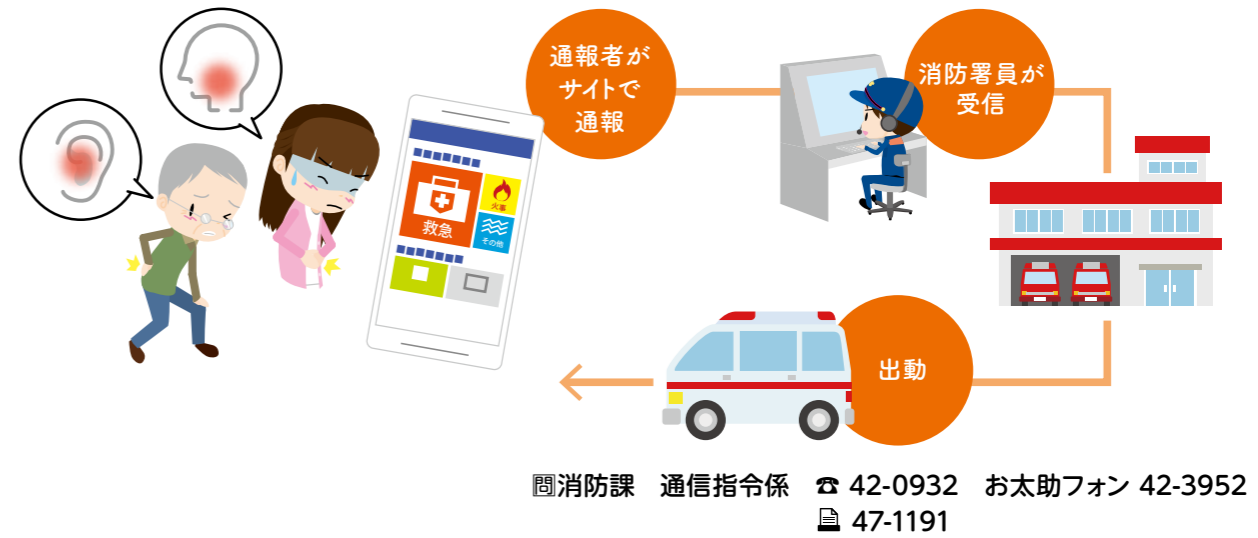 通報者が
サイトで
通報
消防署員が
受信
救急
火事
その他
出動
問消防課 通信指令係 ☎ 42-0932 お太助フォン 42-3952
47-1191